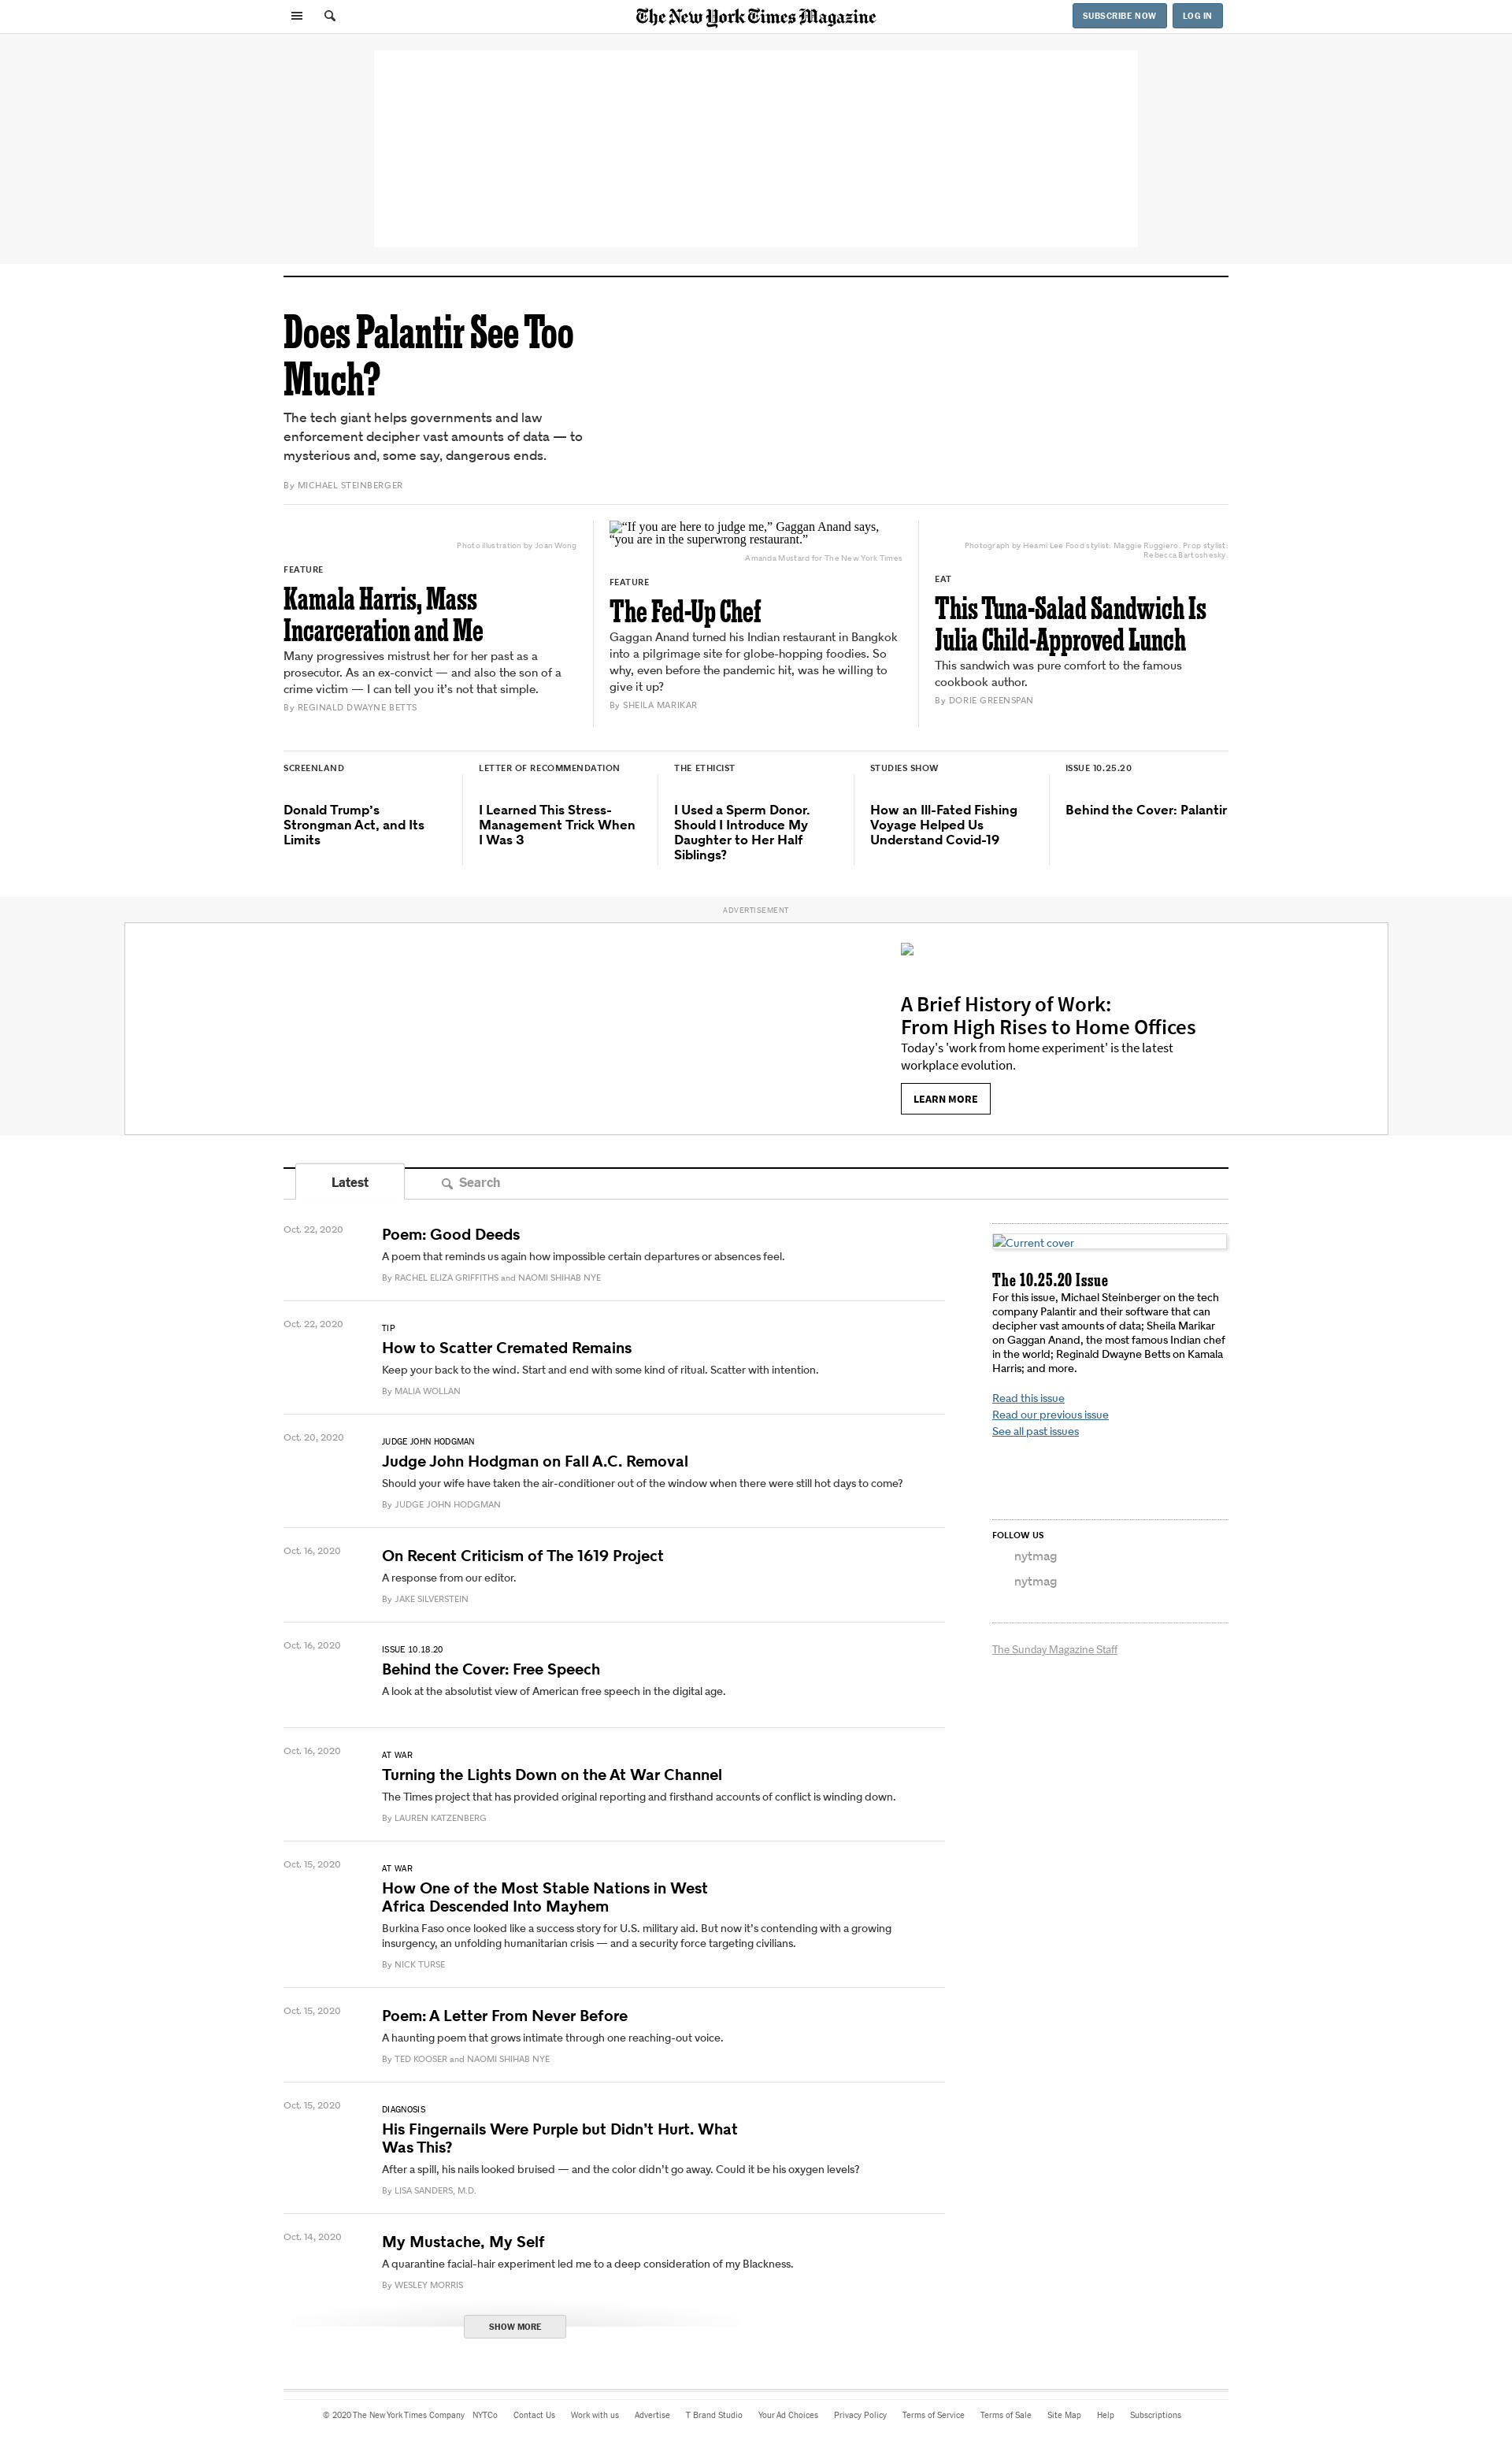 The New York Times Magazine
SUBSCRIBE NOW
LOG IN
Does Palantir See Too
Much?
The tech giant helps governments and law
enforcement decipher vast amounts of data — to
mysterious and, some say, dangerous ends.
By MICHAEL STEINBERGER
Photo illustration by Joan Wong
FEATURE
Kamala Harris, Mass
Incarceration and Me
Many progressives mistrust her for her past as a
prosecutor. As an ex-convict — and also the son of a
crime victim — I can tell you it’s not that simple.
By REGINALD DWAYNE BETTS
“If you are here to judge me,” Gaggan Anand says,
“you are in the superwrong restaurant.”
Amanda Mustard for The New York Times
FEATURE
The Fed-Up Chef
Gaggan Anand turned his Indian restaurant in Bangkok
into a pilgrimage site for globe-hopping foodies. So
why, even before the pandemic hit, was he willing to
give it up?
By SHEILA MARIKAR
Photograph by Heami Lee Food stylist: Maggie Ruggiero. Prop stylist:
Rebecca Bartoshesky.
EAT
This Tuna-Salad Sandwich Is
Julia Child-Approved Lunch
This sandwich was pure comfort to the famous
cookbook author.
By DORIE GREENSPAN
SCREENLAND
Donald Trump’s
Strongman Act, and Its
Limits
LETTER OF RECOMMENDATION
I Learned This Stress-
Management Trick When
I Was 3
THE ETHICIST
I Used a Sperm Donor.
Should I Introduce My
Daughter to Her Half
Siblings?
STUDIES SHOW
How an Ill-Fated Fishing
Voyage Helped Us
Understand Covid-19
ISSUE 10.25.20
Behind the Cover: Palantir
ADVERTISEMENT
A Brief History of Work:
From High Rises to Home Offices
Today's 'work from home experiment' is the latest
workplace evolution.
LEARN MORE
Latest
Search
Oct. 22, 2020
Poem: Good Deeds
A poem that reminds us again how impossible certain departures or absences feel.
By RACHEL ELIZA GRIFFITHS and NAOMI SHIHAB NYE
Oct. 22, 2020
TIP
How to Scatter Cremated Remains
Keep your back to the wind. Start and end with some kind of ritual. Scatter with intention.
By MALIA WOLLAN
Oct. 20, 2020
JUDGE JOHN HODGMAN
Judge John Hodgman on Fall A.C. Removal
Should your wife have taken the air-conditioner out of the window when there were still hot days to come?
By JUDGE JOHN HODGMAN
Oct. 16, 2020
On Recent Criticism of The 1619 Project
A response from our editor.
By JAKE SILVERSTEIN
Oct. 16, 2020
ISSUE 10.18.20
Behind the Cover: Free Speech
A look at the absolutist view of American free speech in the digital age.
Oct. 16, 2020
AT WAR
Turning the Lights Down on the At War Channel
The Times project that has provided original reporting and firsthand accounts of conflict is winding down.
By LAUREN KATZENBERG
Oct. 15, 2020
AT WAR
How One of the Most Stable Nations in West
Africa Descended Into Mayhem
Burkina Faso once looked like a success story for U.S. military aid. But now it’s contending with a growing
insurgency, an unfolding humanitarian crisis — and a security force targeting civilians.
By NICK TURSE
Oct. 15, 2020
Poem: A Letter From Never Before
A haunting poem that grows intimate through one reaching-out voice.
By TED KOOSER and NAOMI SHIHAB NYE
Oct. 15, 2020
DIAGNOSIS
His Fingernails Were Purple but Didn’t Hurt. What
Was This?
After a spill, his nails looked bruised — and the color didn’t go away. Could it be his oxygen levels?
By LISA SANDERS, M.D.
Oct. 14, 2020
My Mustache, My Self
A quarantine facial-hair experiment led me to a deep consideration of my Blackness.
By WESLEY MORRIS
SHOW MORE
Current cover
The 10.25.20 Issue
For this issue, Michael Steinberger on the tech
company Palantir and their software that can
decipher vast amounts of data; Sheila Marikar
on Gaggan Anand, the most famous Indian chef
in the world; Reginald Dwayne Betts on Kamala
Harris; and more.
Read this issue
Read our previous issue
See all past issues
FOLLOW US
nytmag
nytmag
The Sunday Magazine Staff
© 2020 The New York Times Company NYTCo Contact Us Work with us Advertise T Brand Studio Your Ad Choices Privacy Policy Terms of Service Terms of Sale Site Map Help Subscriptions